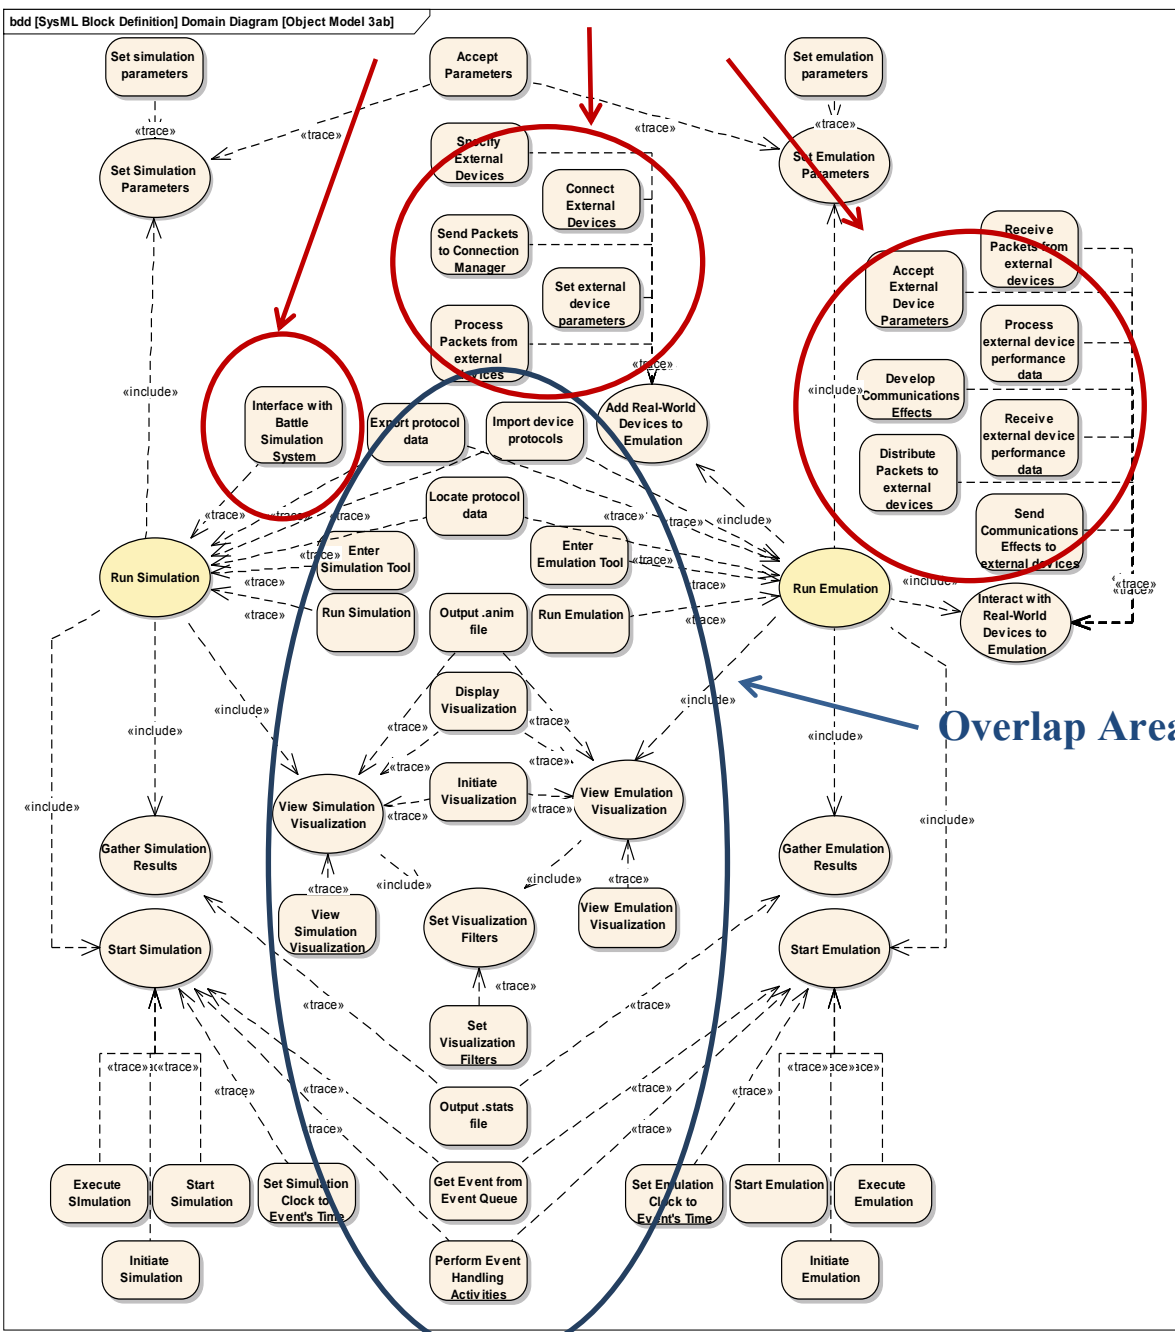 bdd [SysML Block Definition] Domain Diagram [Object Model 3ab]
Set simulation
parameters
Accept
Parameters
Set emulation
parameters
«trace»
«trace»
«trace»
«trace»
Set Simulation
Parameters
Specify
External
Devices
Set Emulation
Parameters
Connect
External
Devices
Send Packets
to Connection
Manager
Set external
device
parameters
Process
Packets from
external
devices
Receive
Packets from
external
devices
Accept
External
Device
Parameters
Process
external device
performance
data
Develop
Communications
Effects
Receive
external device
performance
data
Distribute
Packets to
external
devices
Send
Communications
Effects to
external devices
«include»
«include»
«trace»
Interface with
Battle
Simulation
System
Export protocol
data
Import device
protocols
Add Real-World
Devices to
Emulation
Locate protocol
data
«trace»
«trace»
«trace»
«trace»
«trace»
«include»
Enter
Simulation Tool
Enter
Emulation Tool
«trace»
«trace»
«trace»
«trace»
Run Simulation
Run Emulation
«include»
«trace»
«trace»
«trace»
«trace»
Run Simulation
Output .anim
file
Run Emulation
«trace»
«trace»
Interact with
Real-World
Devices to
Emulation
Display
Visualization
«include»
«include»
«include»
«include»
Overlap Area
«trace»
«trace»
«trace»
«trace»
Initiate
Visualization
View Simulation
Visualization
View Emulation
Visualization
«trace»
«trace»
«include»
«include»
Gather Simulation
Results
Gather Emulation
Results
«trace»
«include»
«include»
«trace»
View
Simulation
Visualization
Set Visualization
Filters
View Emulation
Visualization
Start Simulation
Start Emulation
«trace»
«trace»
«trace»
Set
Visualization
Filters
«trace»
«trace»
«trace»
«trace»
«trace»
«trace»
«trace»
«trace»
Output .stats
file
«trace»
«trace»
Execute
SImulation
Start
Simulation
Set Simulation
Clock to
Event's Time
Get Event from
Event Queue
Set Emulation
Clock to
Event's Time
Start Emulation
Execute
Emulation
Initiate
Simulation
Perform Event
Handling
Activities
Initiate
Emulation